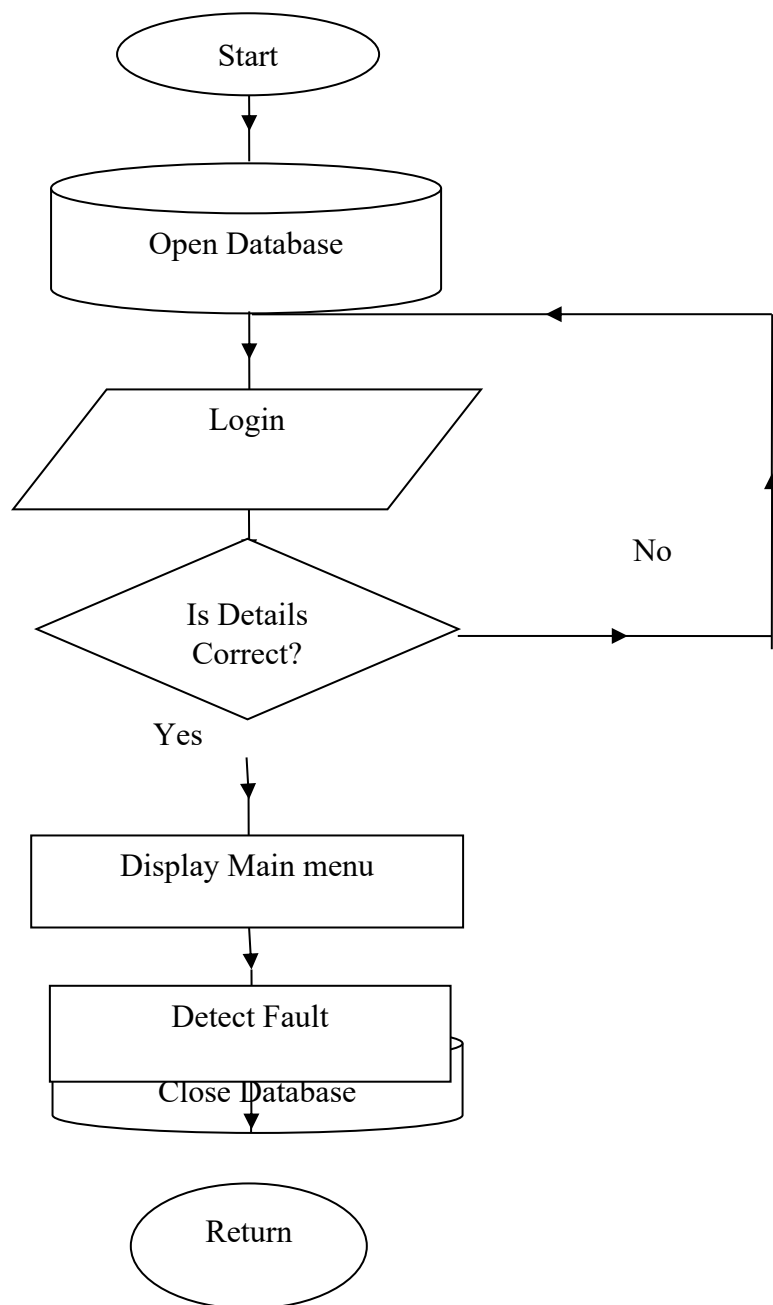 Start
Open Database
Login
No
Is Details
Correct?
Yes
Display Main menu
Detect Fault
Close Database
Return